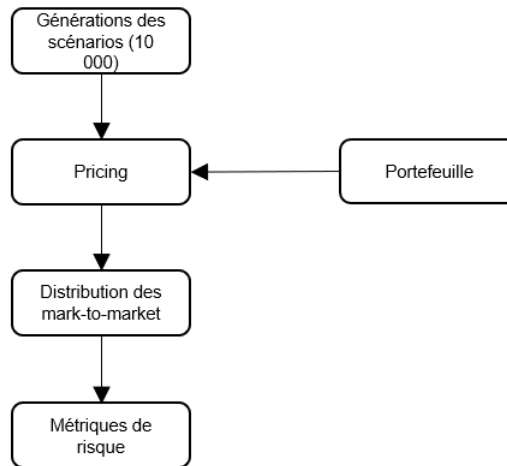 Générations des
scénarios (10
000)
Pricing
Portefeuille
Distribution des
mark-to-market
Métriques de
risque